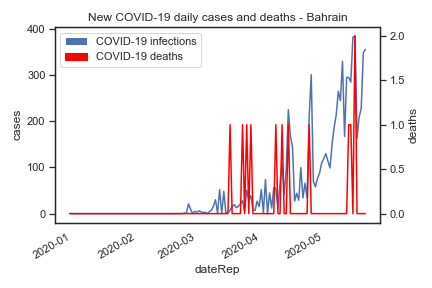 New COVID-19 daily cases and deaths - Bahrain
COVID-19 infections
COVID-19 deaths
cases
400
300
200
100
0
deaths
2.0
1.5
1.0
0.5
0.0
2020-01
2020-02
2020-03
2020-04
2020-05
dateRep